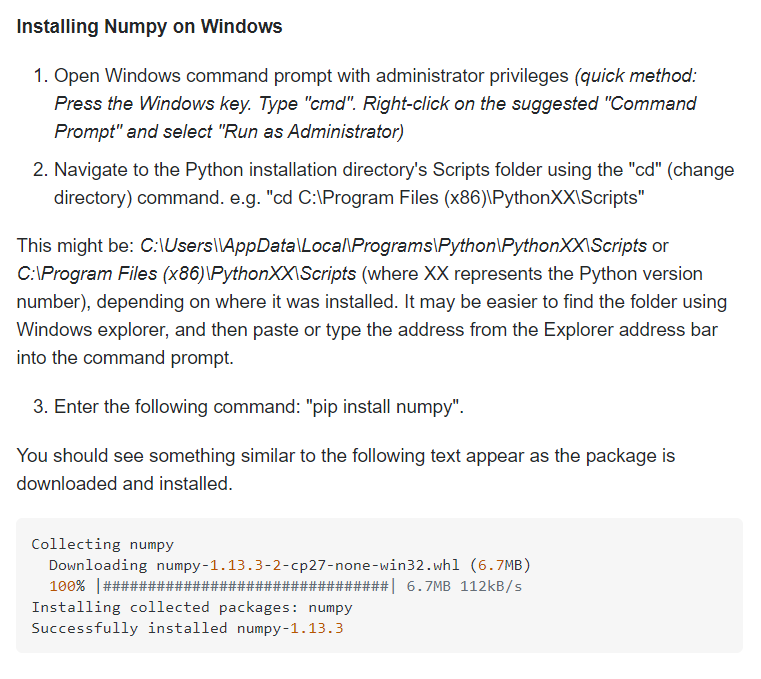 Installing Numpy on Windows
1. Open Windows command prompt with administrator privileges (quick method:
Press the Windows key. Type "cmd". Right-click on the suggested "Command
Prompt" and select "Run as Administrator)
2. Navigate to the Python installation directory's Scripts folder using the "cd" (change
directory) command. e.g. "cd C:\Program Files (x86)\PythonXX\Scripts"
This might be: C:\Users\\AppData\Local\Programs\Python\PythonXX\Scripts or
C:\Program Files (x86)\PythonXX\Scripts (where XX represents the Python version
number), depending on where it was installed. It may be easier to find the folder using
Windows explorer, and then paste or type the address from the Explorer address bar
into the command prompt.
3. Enter the following command: "pip install numpy".
You should see something similar to the following text appear as the package is
downloaded and installed.
Collecting numpy
  Downloading numpy-1.13.3-2-cp27-none-win32.whl (6.7MB)
  100% |################################| 6.7MB 112kB/s
Installing collected packages: numpy
Successfully installed numpy-1.13.3